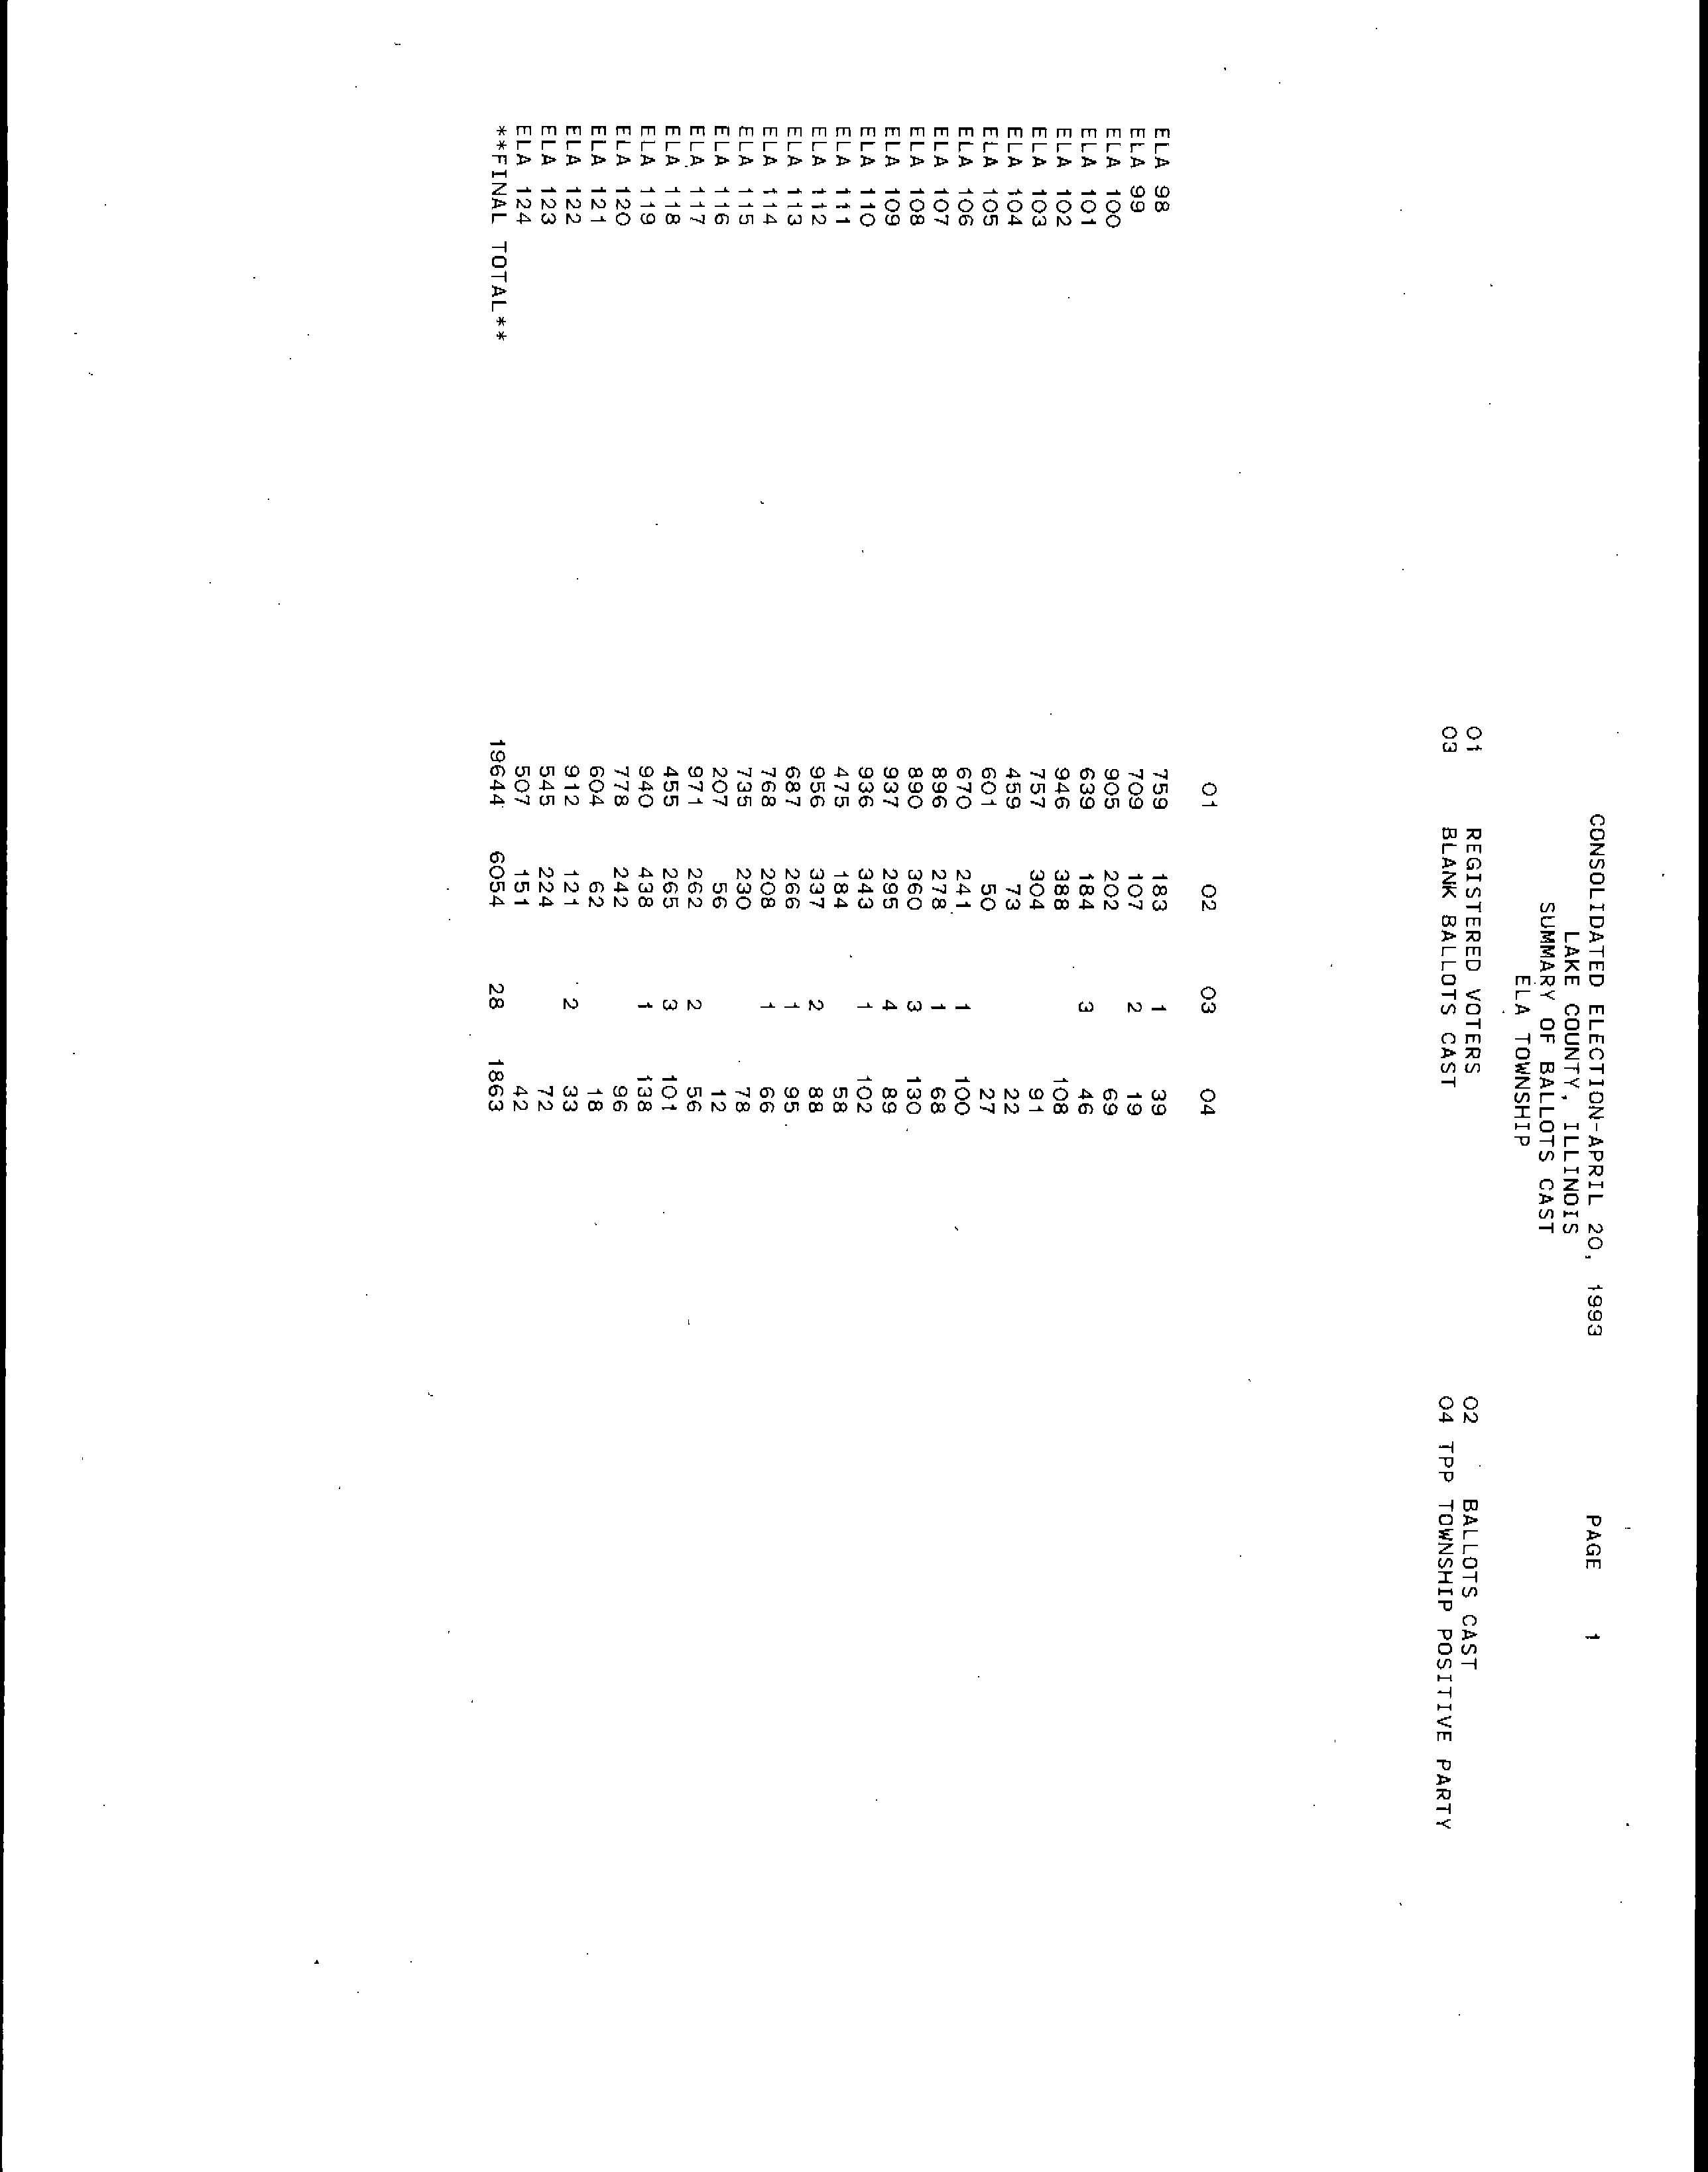 CONSOLIDATED ELECTION-APRIL 20, 1993 PAGE 1
LAKE COUNTY, ILLINOIS
SUMMARY OF BALLOTS CAST
ELA TOWNSHIP
01 REGISTERED VOTERS 02 BALLOTS CAST
03 BLANK BALLOTS CAST 04 TPP TOWNSHIP POSITIVE PARTY
01 02 03 04
ELA 98 759 183 1 39
ELA 99 709 107 2 19
ELA 100 905 202 69
ELA 101 639 184 3 46
ELA 102 946 388 108
ELA 103 757 304 91
ELA 104 459 73 22
ELA 105 601 50 27
ELA 106 670 241 1 100
ELA 107 896 278 1 68
ELA 108 890 360 3 130
ELA 109 937 295 4 89
ELA 110 936 343 1 102
ELA 111 475 184 58
ELA 112 956 337 2 88
ELA 113 687 266 1 95
ELA 114 768 208 1 66
ELA 115 735 230 78
ELA 116 207 56 12
ELA 117 971 262 2 56
ELA 118 455 265 3 101
ELA 119 940 438 1 138
ELA 120 778 242 96
ELA 121 604 62 18
ELA 122 912 121 2 33
ELA 123 545 224 72
ELA 124 507 151 42
**FINAL TOTAL** 19644 6054 28 1863